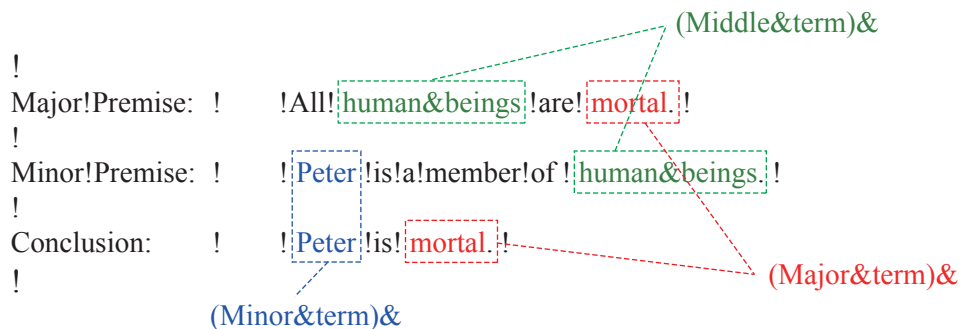 (Middle&term)&
!
Major!Premise: ! !All! human&beings !are! mortal. !
!
Minor!Premise: ! ! Peter !is!a!member!of ! human&beings. !
!
Conclusion: ! ! Peter !is! mortal. !
(Major&term)&
!
(Minor&term)&